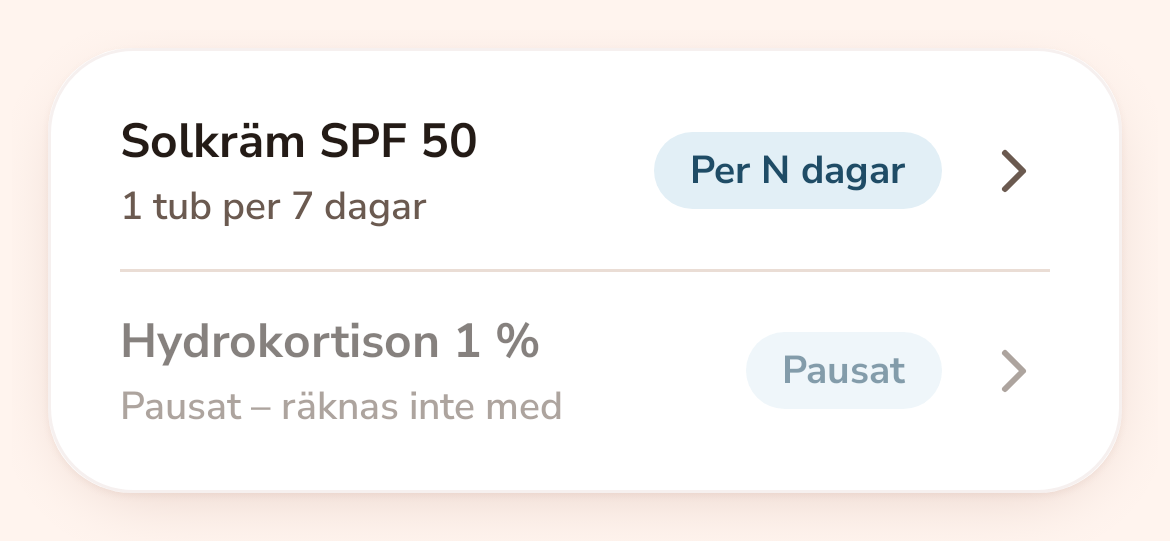 Solkräm SPF 50
1 tub per 7 dagar
Per N dagar
Hydrokortison 1 %
Pausat – räknas inte med
Pausat